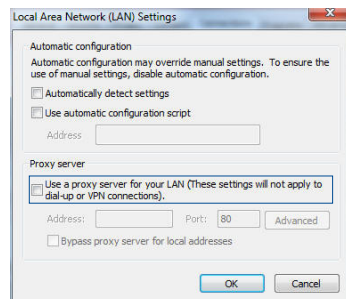 Local Area Network (LAN) Settings
Automatic configuration
Automatic configuration may override manual settings. To ensure the
use of manual settings, disable automatic configuration.
Automatically detect settings
Use automatic configuration script
Address
Proxy server
Use a proxy server for your LAN (These settings will not apply to
dial-up or VPN connections).
Address: Port: 80 Advanced
Bypass proxy server for local addresses
OK Cancel